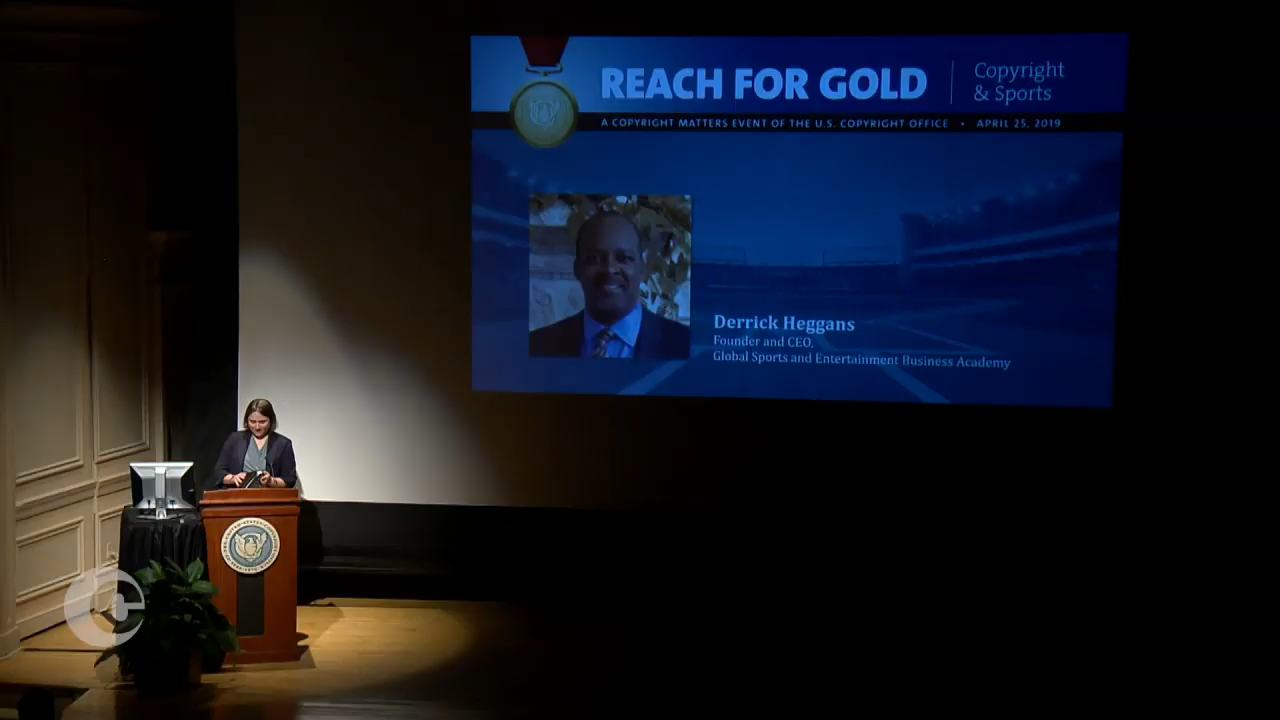 REACH FOR GOLD
Copyright
& Sports
A COPYRIGHT MATTERS EVENT OF THE U.S. COPYRIGHT OFFICE • APRIL 25, 2019
Derrick Heggans
Founder and CEO,
Global Sports and Entertainment Business Academy